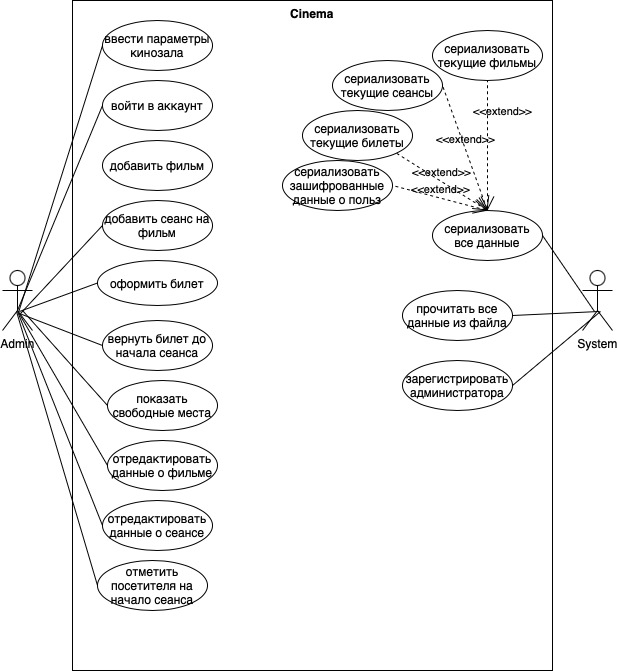 Cinema
ввести параметры
кинозала
войти в аккаунт
добавить фильм
добавить сеанс на
фильм
оформить билет
вернуть билет до
начала сеанса
показать
свободные места
отредактировать
данные о фильме
отредактировать
данные о сеансе
отметить
посетителя на
начало сеанса
Admin
сериализовать
текущие фильмы
сериализовать
текущие сеансы
<<extend>>
сериализовать
текущие билеты
<<extend>>
сериализовать
зашифрованные
данные о польз
<<extend>>
<<extend>>
сериализовать
все данные
прочитать все
данные из файла
зарегистрировать
администратора
System